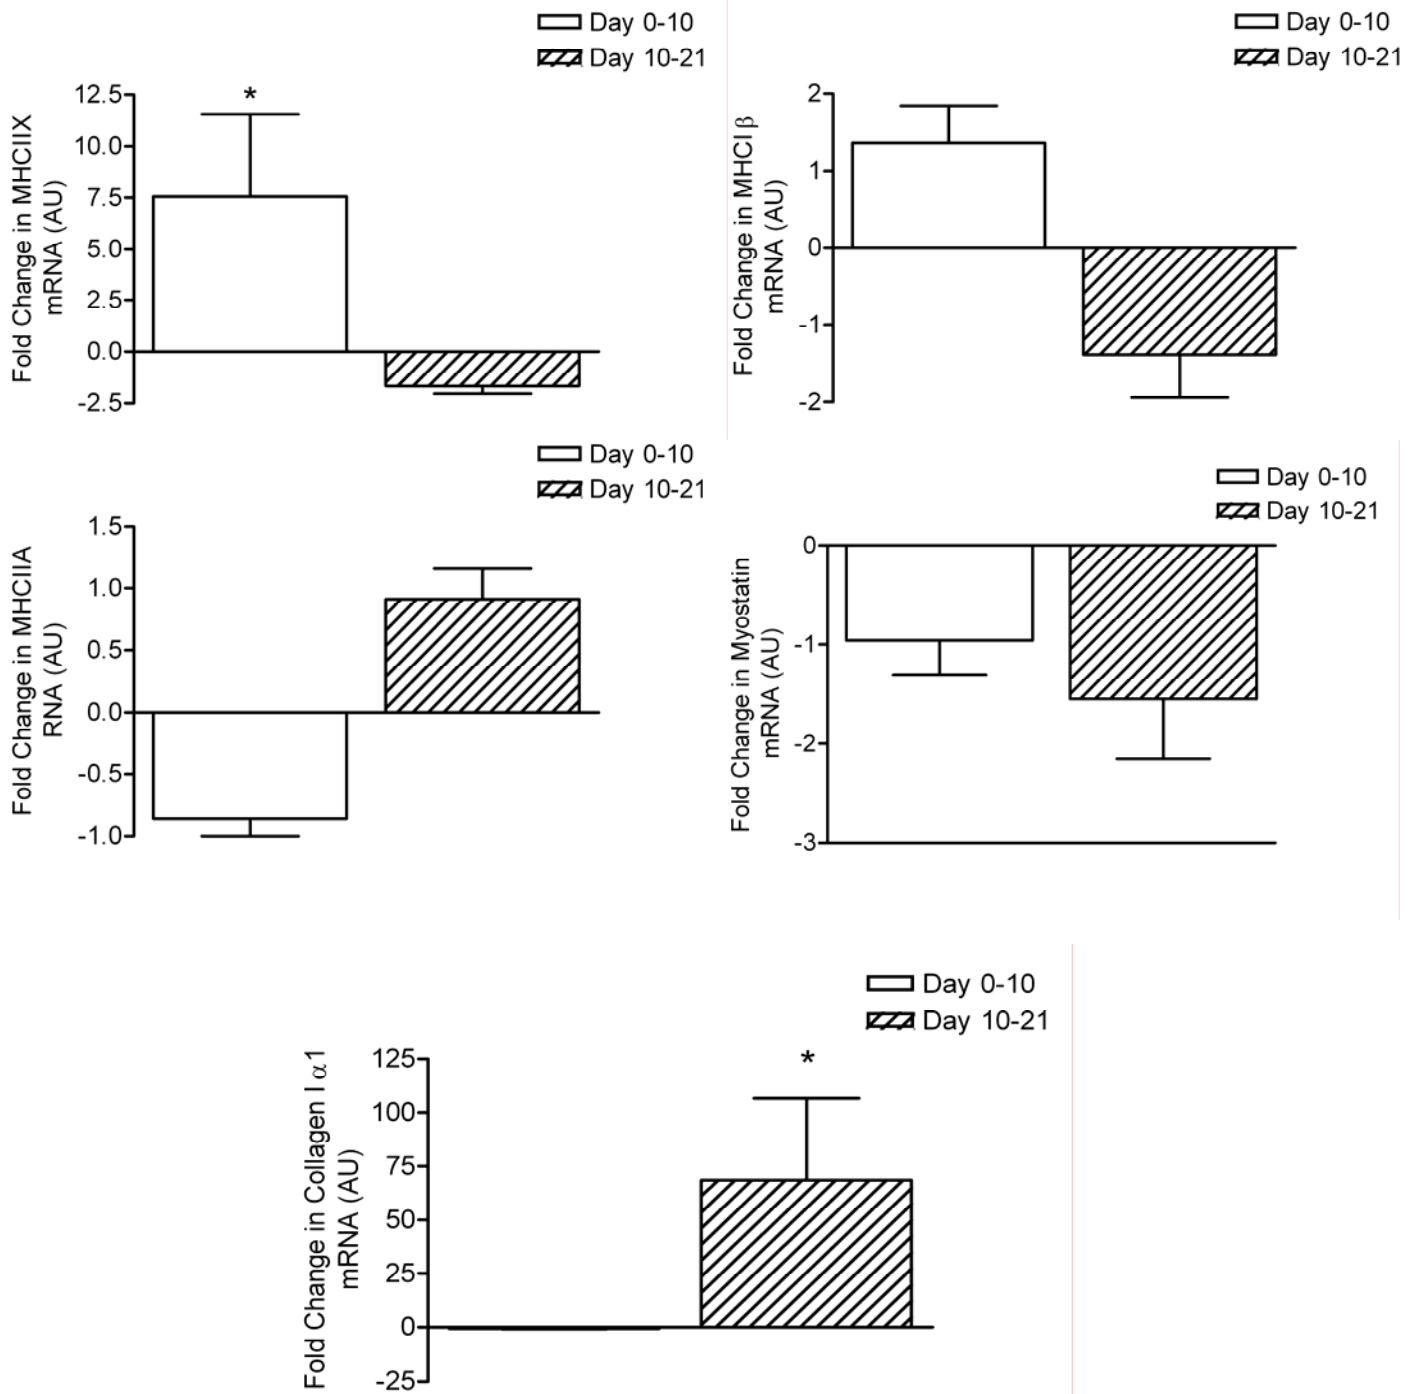 Day 0-10
Day 10-21
Fold Change in MHCIIX
mRNA (AU)
12.5
10.0
7.5
5.0
2.5
0.0
-2.5
*
Day 0-10
Day 10-21
Fold Change in MHCI β
mRNA (AU)
2
1
0
-1
-2
Day 0-10
Day 10-21
Fold Change in MHCIIA
RNA (AU)
1.5
1.0
0.5
0.0
-0.5
-1.0
Day 0-10
Day 10-21
Fold Change in Myostatin
mRNA (AU)
0
-1
-2
-3
Day 0-10
Day 10-21
Fold Change in Collagen I α1
mRNA (AU)
125
100
75
50
25
0
-25
*